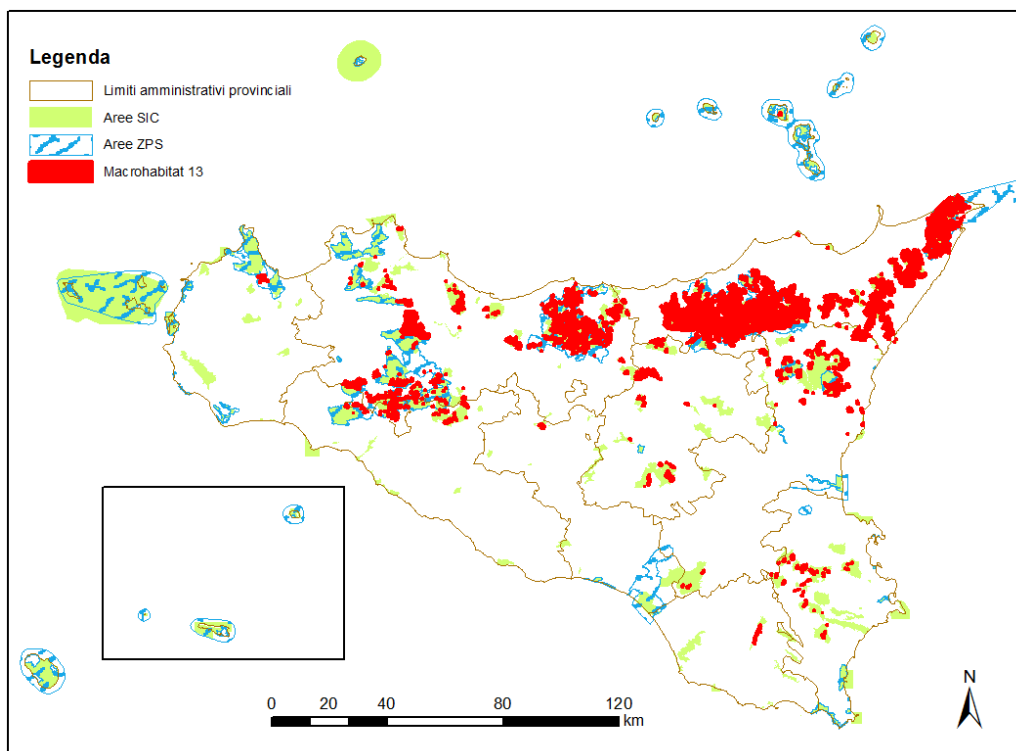 Legenda
Limiti amministrativi provinciali
Aree SIC
Aree ZPS
Macrohabitat 13
N
0 20 40 80 120
km